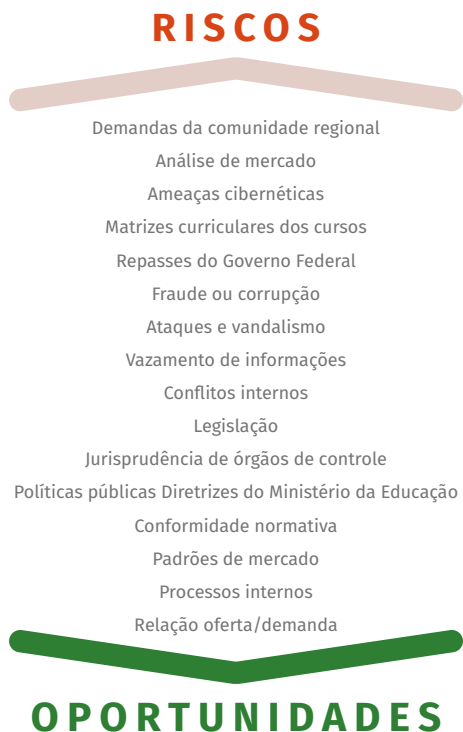 RISCOS
Demandas da comunidade regional
Análise de mercado
Ameaças cibernéticas
Matrizes curriculares dos cursos
Repasses do Governo Federal
Fraude ou corrupção
Ataques e vandalismo
Vazamento de informações
Conflitos internos
Legislação
Jurisprudência de órgãos de controle
Políticas públicas Diretrizes do Ministério da Educação
Conformidade normativa
Padrões de mercado
Processos internos
Relação oferta/demanda
OPORTUNIDADES